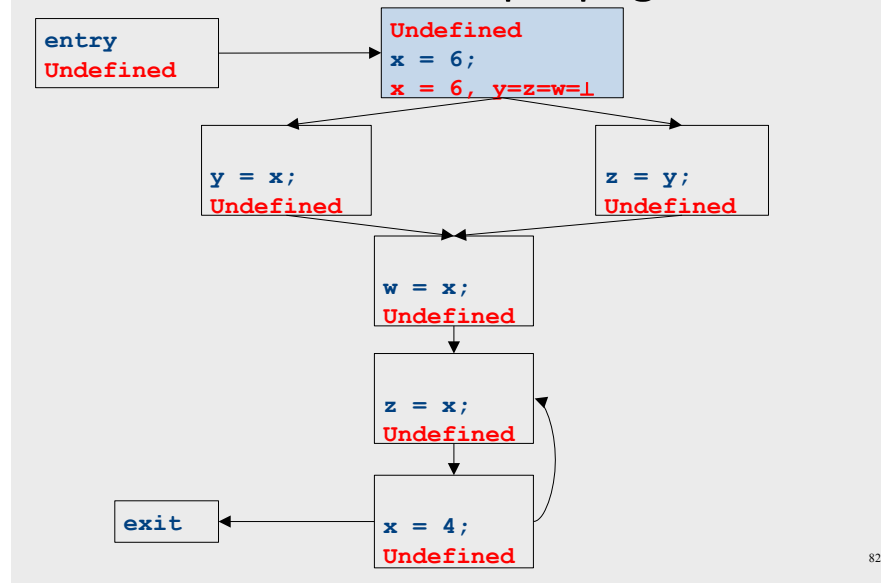 entry
Undefined
Undefined
x = 6;
x = 6, y=z=w=⊥
y = x;
Undefined
z = y;
Undefined
w = x;
Undefined
z = x;
Undefined
exit
x = 4;
Undefined
82